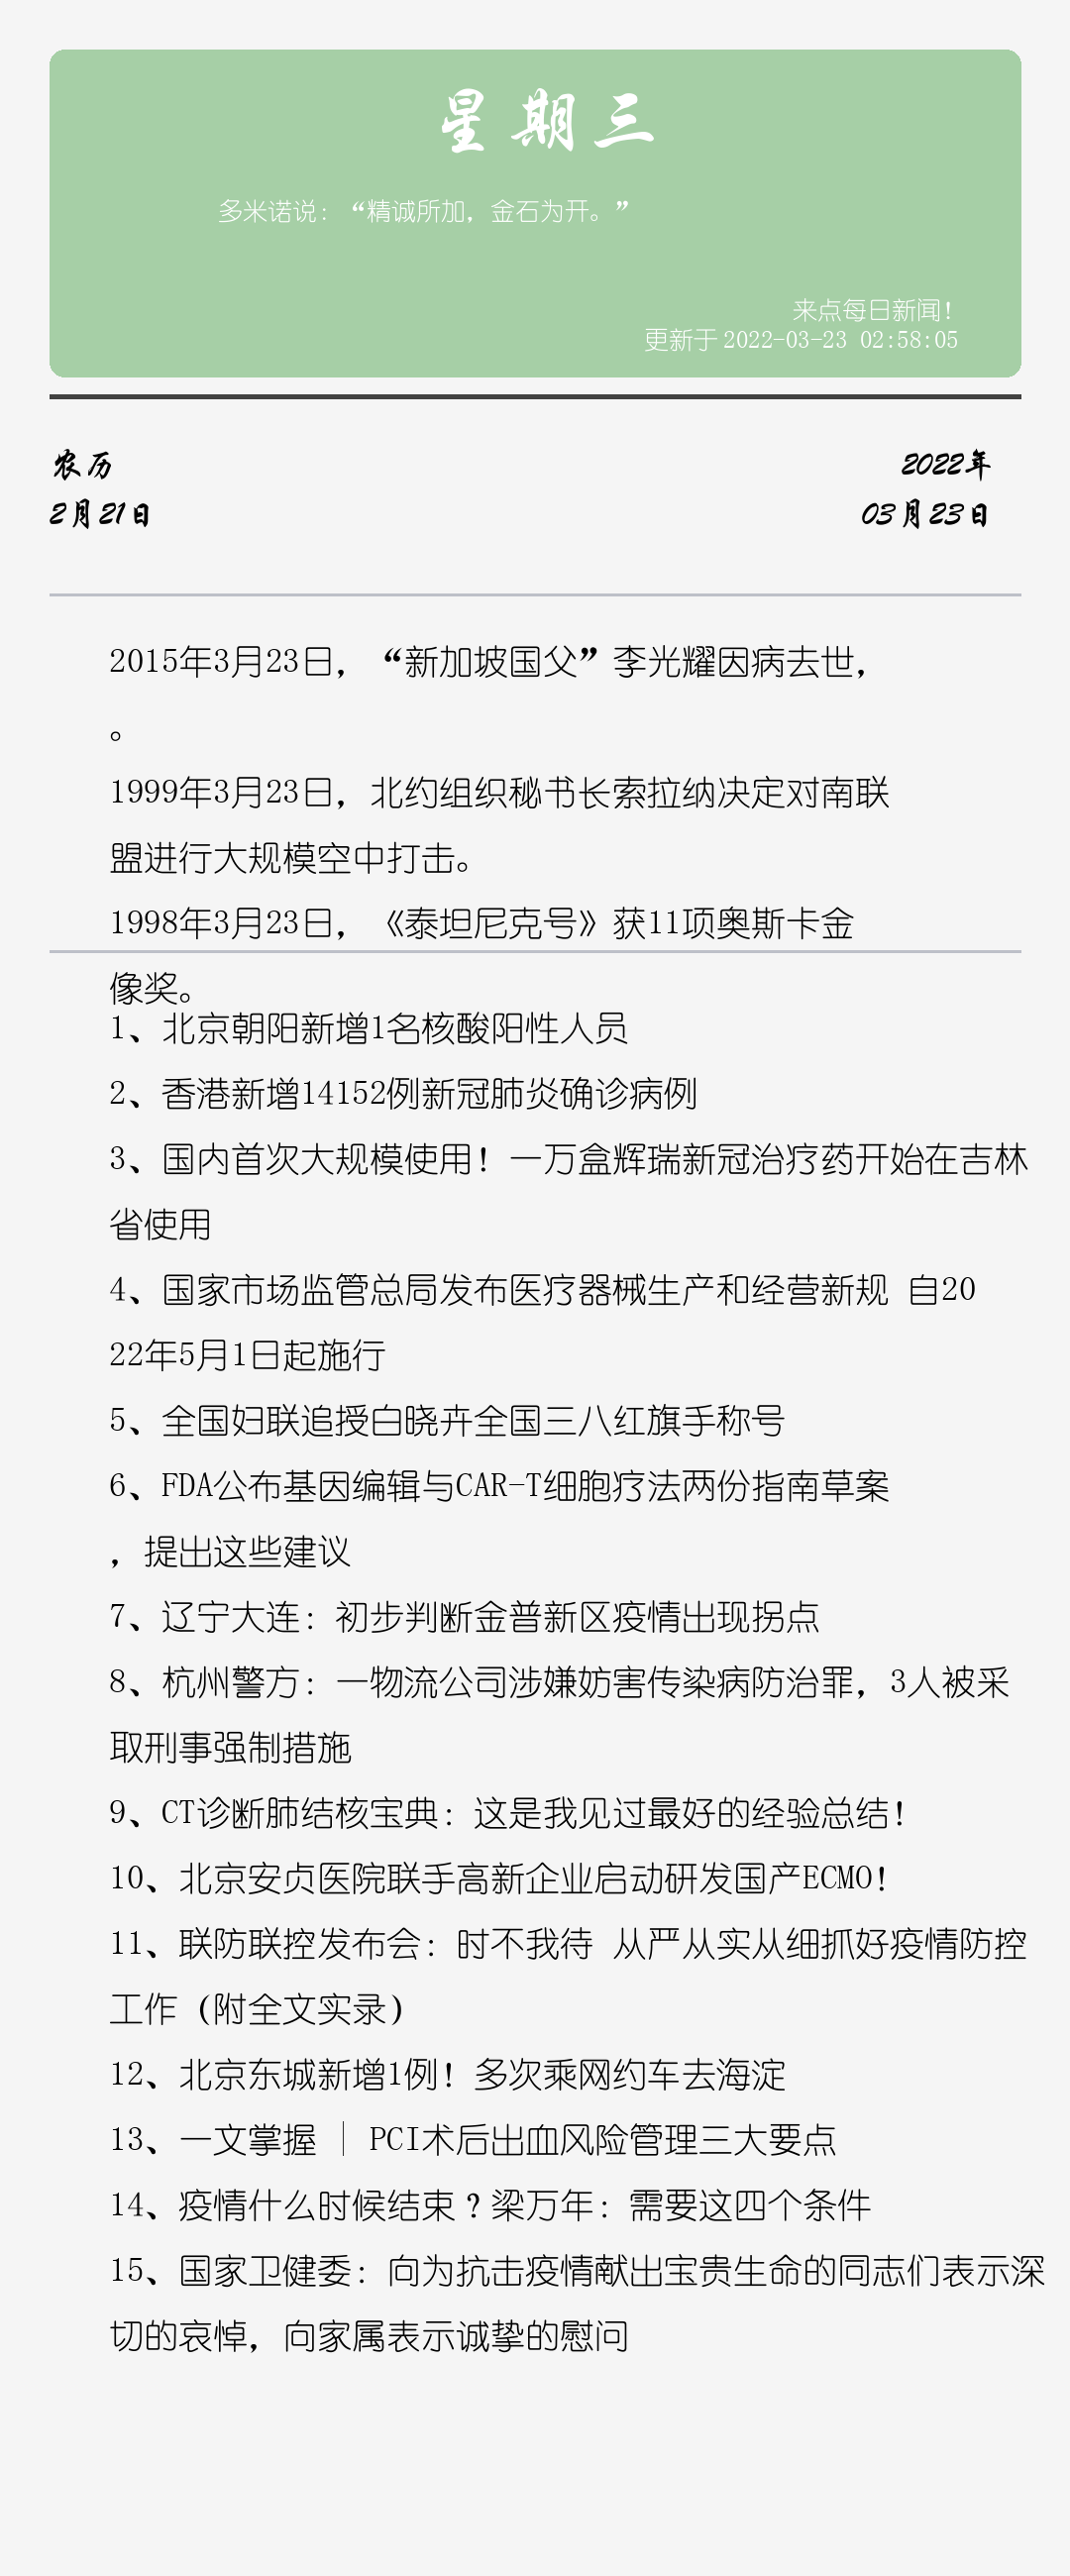 星期三
多米诺说：“精诚所加，金石为开。”
来点每日新闻！
更新于 2022-03-23 02:58:05
农历
2022年
2月21日
03月23日
2015年3月23日，“新加坡国父”李光耀因病去世，
。
1999年3月23日，北约组织秘书长索拉纳决定对南联
盟进行大规模空中打击。
1998年3月23日，《泰坦尼克号》获11项奥斯卡金
像奖。
1、北京朝阳新增1名核酸阳性人员
2、香港新增14152例新冠肺炎确诊病例
3、国内首次大规模使用！一万盒辉瑞新冠治疗药开始在吉林
省使用
4、国家市场监管总局发布医疗器械生产和经营新规 自20
22年5月1日起施行
5、全国妇联追授白晓卉全国三八红旗手称号
6、FDA公布基因编辑与CAR-T细胞疗法两份指南草案
，提出这些建议
7、辽宁大连：初步判断金普新区疫情出现拐点
8、杭州警方：一物流公司涉嫌妨害传染病防治罪，3人被采
取刑事强制措施
9、CT诊断肺结核宝典：这是我见过最好的经验总结！
10、北京安贞医院联手高新企业启动研发国产ECMO！
11、联防联控发布会：时不我待 从严从实从细抓好疫情防控
工作（附全文实录）
12、北京东城新增1例！多次乘网约车去海淀
13、一文掌握 │ PCI术后出血风险管理三大要点
14、疫情什么时候结束？梁万年：需要这四个条件
15、国家卫健委：向为抗击疫情献出宝贵生命的同志们表示深
切的哀悼，向家属表示诚挚的慰问